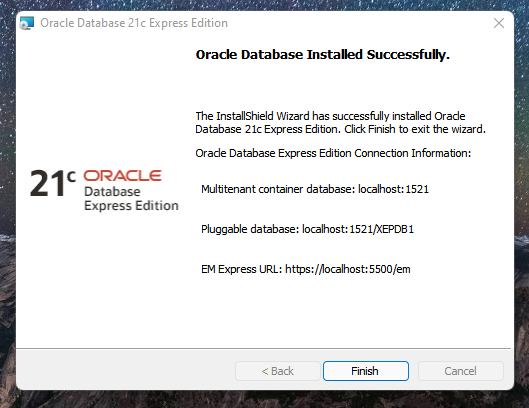 Oracle Database 21c Express Edition
Oracle Database Installed Successfully.
The InstallShield Wizard has successfully installed Oracle
Database 21c Express Edition. Click Finish to exit the wizard.
Oracle Database Express Edition Connection Information:
21c ORACLE
Database
Express Edition
Multitenant container database: localhost:1521
Pluggable database: localhost:1521/XEPDB1
EM Express URL: https://localhost:5500/em
< Back
Finish
Cancel